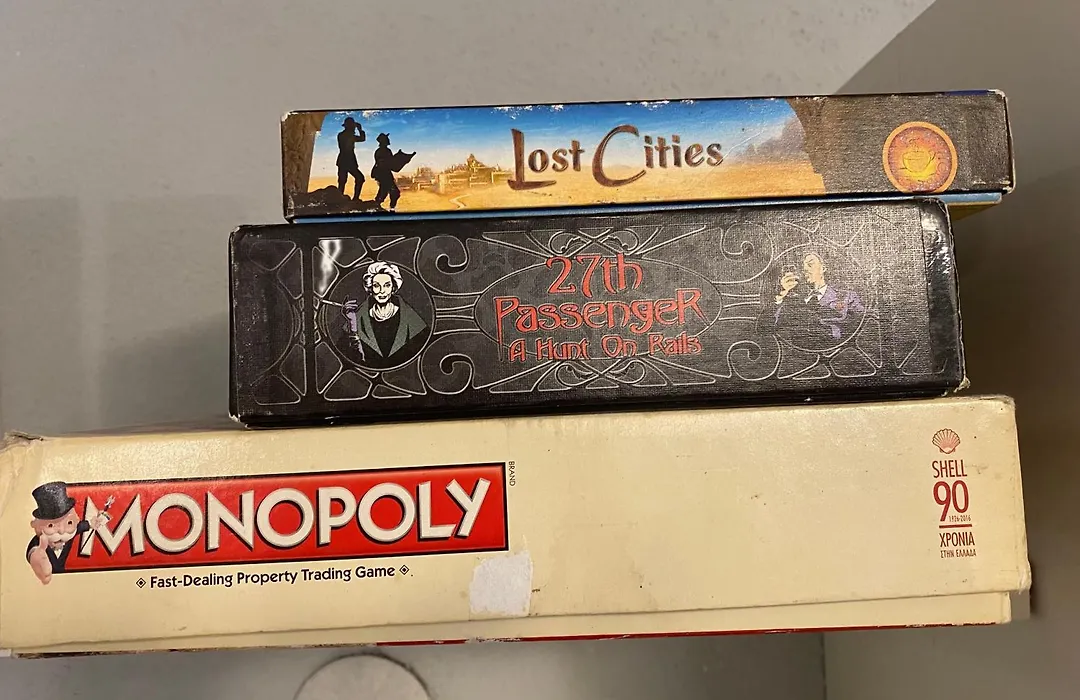 Lost Cities
27th
Passenger
A Hunt On Rails
MONOPOLY
BRAND
Fast-Dealing Property Trading Game
SHELL
90
1926-2016
ΧΡΟΝΙΑ
ΣΤΗΝ ΕΛΛΑΔΑ